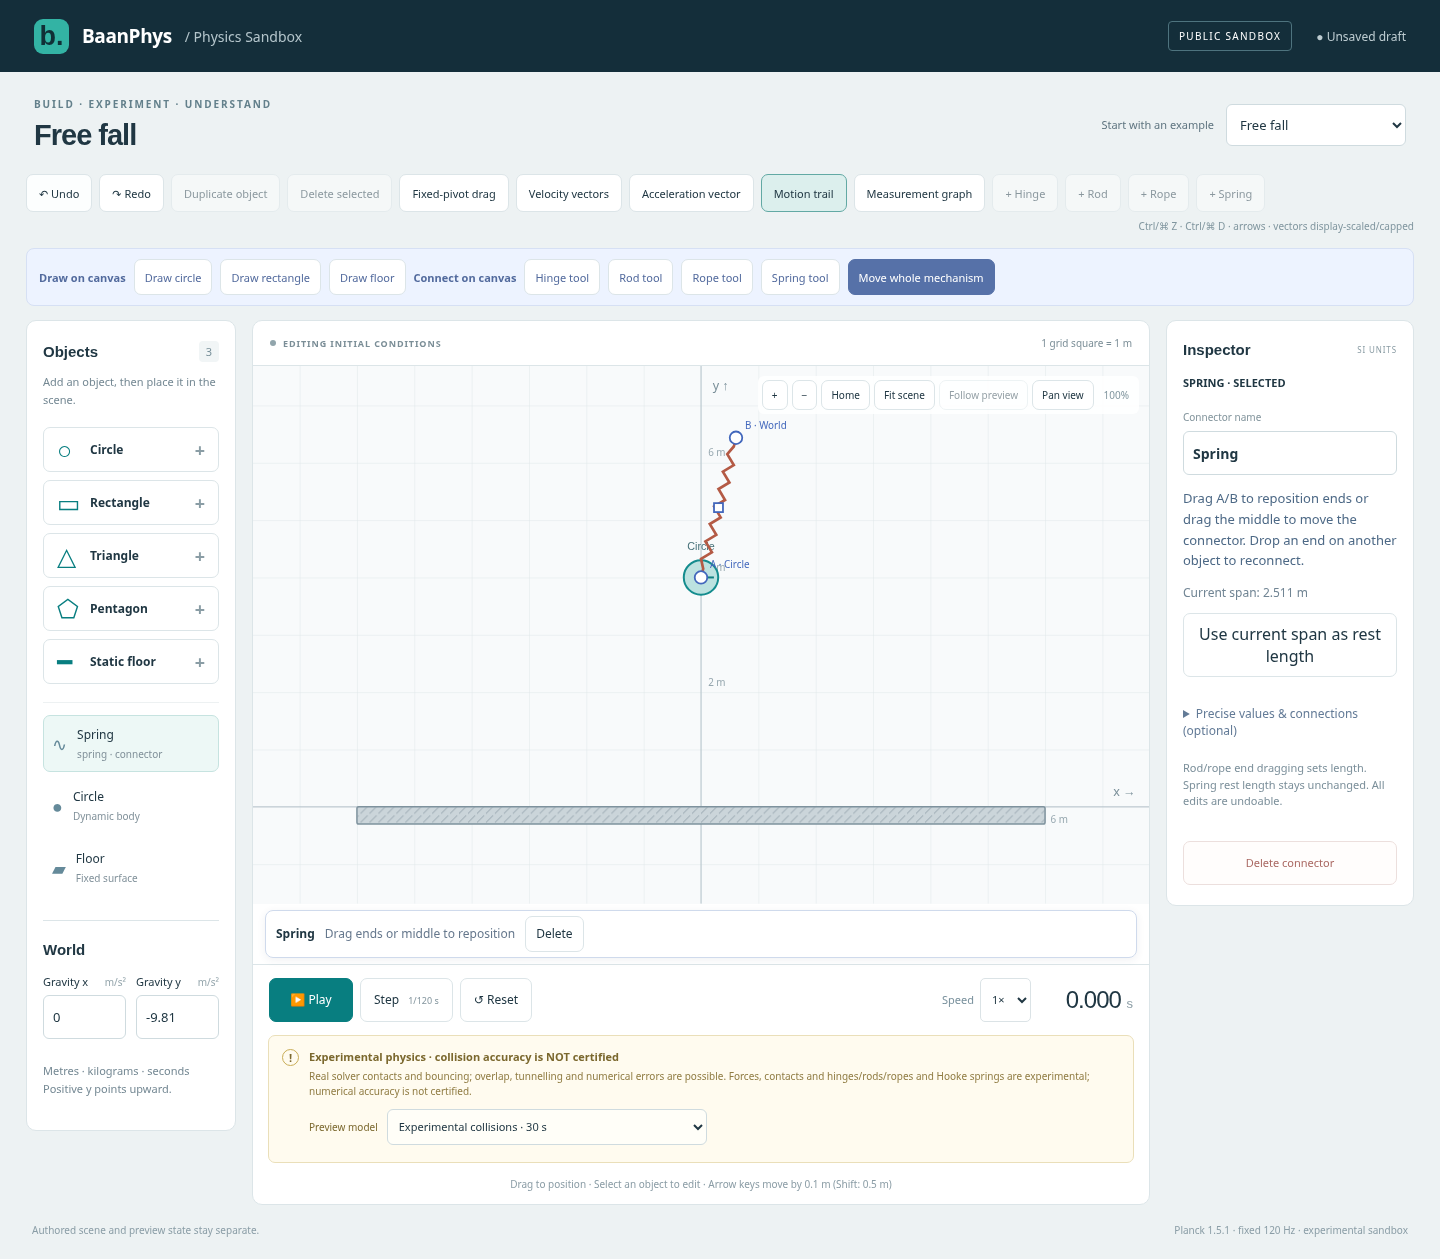 b. BaanPhys / Physics Sandbox
PUBLIC SANDBOX
● Unsaved draft
BUILD · EXPERIMENT · UNDERSTAND
Free fall
Start with an example
Free fall
↶ Undo
↷ Redo
Duplicate object
Delete selected
Fixed-pivot drag
Velocity vectors
Acceleration vector
Motion trail
Measurement graph
+ Hinge
+ Rod
+ Rope
+ Spring
Ctrl/⌘ Z · Ctrl/⌘ D · arrows · vectors display-scaled/capped
Draw on canvas
Draw circle
Draw rectangle
Draw floor
Connect on canvas
Hinge tool
Rod tool
Rope tool
Spring tool
Move whole mechanism
Objects
3
Add an object, then place it in the
scene.
Circle +
Rectangle +
Triangle +
Pentagon +
Static floor +
Spring
spring · connector
Circle
Dynamic body
Floor
Fixed surface
World
Gravity x m/s²
Gravity y m/s²
0
-9.81
Metres · kilograms · seconds
Positive y points upward.
EDITING INITIAL CONDITIONS
1 grid square = 1 m
y ↑
+
−
Home
Fit scene
Follow preview
Pan view
100%
B · World
6 m
Circle
A · Circle
2 m
x →
6 m
Spring Drag ends or middle to reposition
Delete
▶ Play
Step 1/120 s
↺ Reset
Speed
1×
0.000 s
! Experimental physics · collision accuracy is NOT certified
Real solver contacts and bouncing; overlap, tunnelling and numerical errors are possible. Forces, contacts and hinges/rods/ropes and Hooke springs are experimental;
numerical accuracy is not certified.
Preview model
Experimental collisions · 30 s
Drag to position · Select an object to edit · Arrow keys move by 0.1 m (Shift: 0.5 m)
Inspector
SI UNITS
SPRING · SELECTED
Connector name
Spring
Drag A/B to reposition ends or
drag the middle to move the
connector. Drop an end on another
object to reconnect.
Current span: 2.511 m
Use current span as rest
length
▶ Precise values & connections
(optional)
Rod/rope end dragging sets length.
Spring rest length stays unchanged. All
edits are undoable.
Delete connector
Authored scene and preview state stay separate.
Planck 1.5.1 · fixed 120 Hz · experimental sandbox